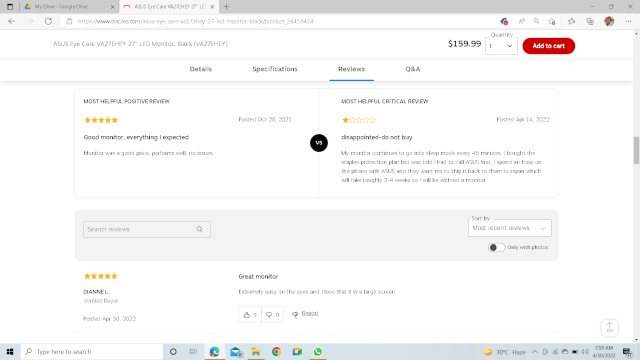 My Drive - Google Drive
ASUS Eye Care VA27EHEY 27" LED
https://www.staples.com/asus-eye-care-va27ehey-27-led-monitor-black/product_24455424
ASUS Eye Care VA27EHEY 27" LED Monitor, Black (VA27EHEY)
$159.99
Quantity
1
Add to cart
Details
Specifications
Reviews
Q&A
MOST HELPFUL POSITIVE REVIEW
Posted Oct 28, 2021
Good monitor, everything I expected
Monitor was a good price, performs well, no issues.
VS
MOST HELPFUL CRITICAL REVIEW
Posted Apr 14, 2022
disappointed-do not buy
My monitor continues to go into sleep mode every 45 minutes. I bought the
staples protection plan but was told I had to call ASUS first. I spend an hour on
the phone with ASUS and they want me to ship it back to them to repair which
will take roughly 2-4 weeks so I will be without a monitor.
Search reviews
Sort by
Most recent reviews
Only with photos
DIANNE L.
Verified Buyer
Posted Apr 30, 2022
Great monitor
Extremely easy on the eyes and I love that it is a large screen
0
0
Report
Type here to search
30°C Haze
7:59 AM
4/30/2022